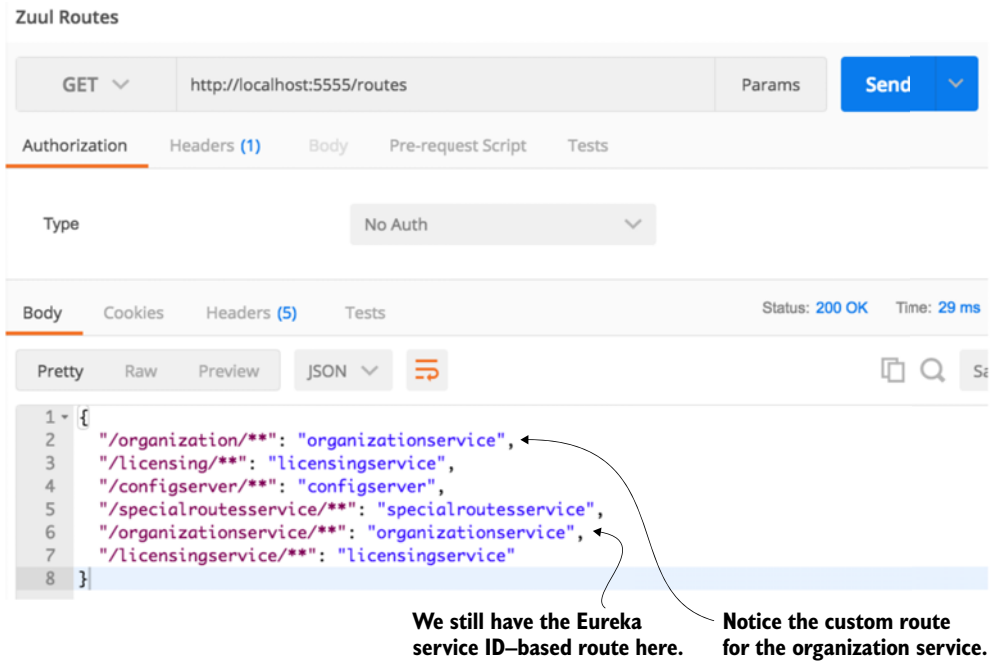 Zuul Routes
GET http://localhost:5555/routes Params Send
Authorization Headers (1) Body Pre-request Script Tests
Type No Auth
Body Cookies Headers (5) Tests Status: 200 OK Time: 29 ms
Pretty Raw Preview JSON
1 {
2 "/organization/**": "organizationservice",
3 "/licensing/**": "licensingservice",
4 "/configserver/**": "configserver",
5 "/specialroutesservice/**": "specialroutesservice",
6 "/organizationservice/**": "organizationservice",
7 "/licensingservice/**": "licensingservice"
8 }
We still have the Eureka
service ID–based route here.
Notice the custom route
for the organization service.